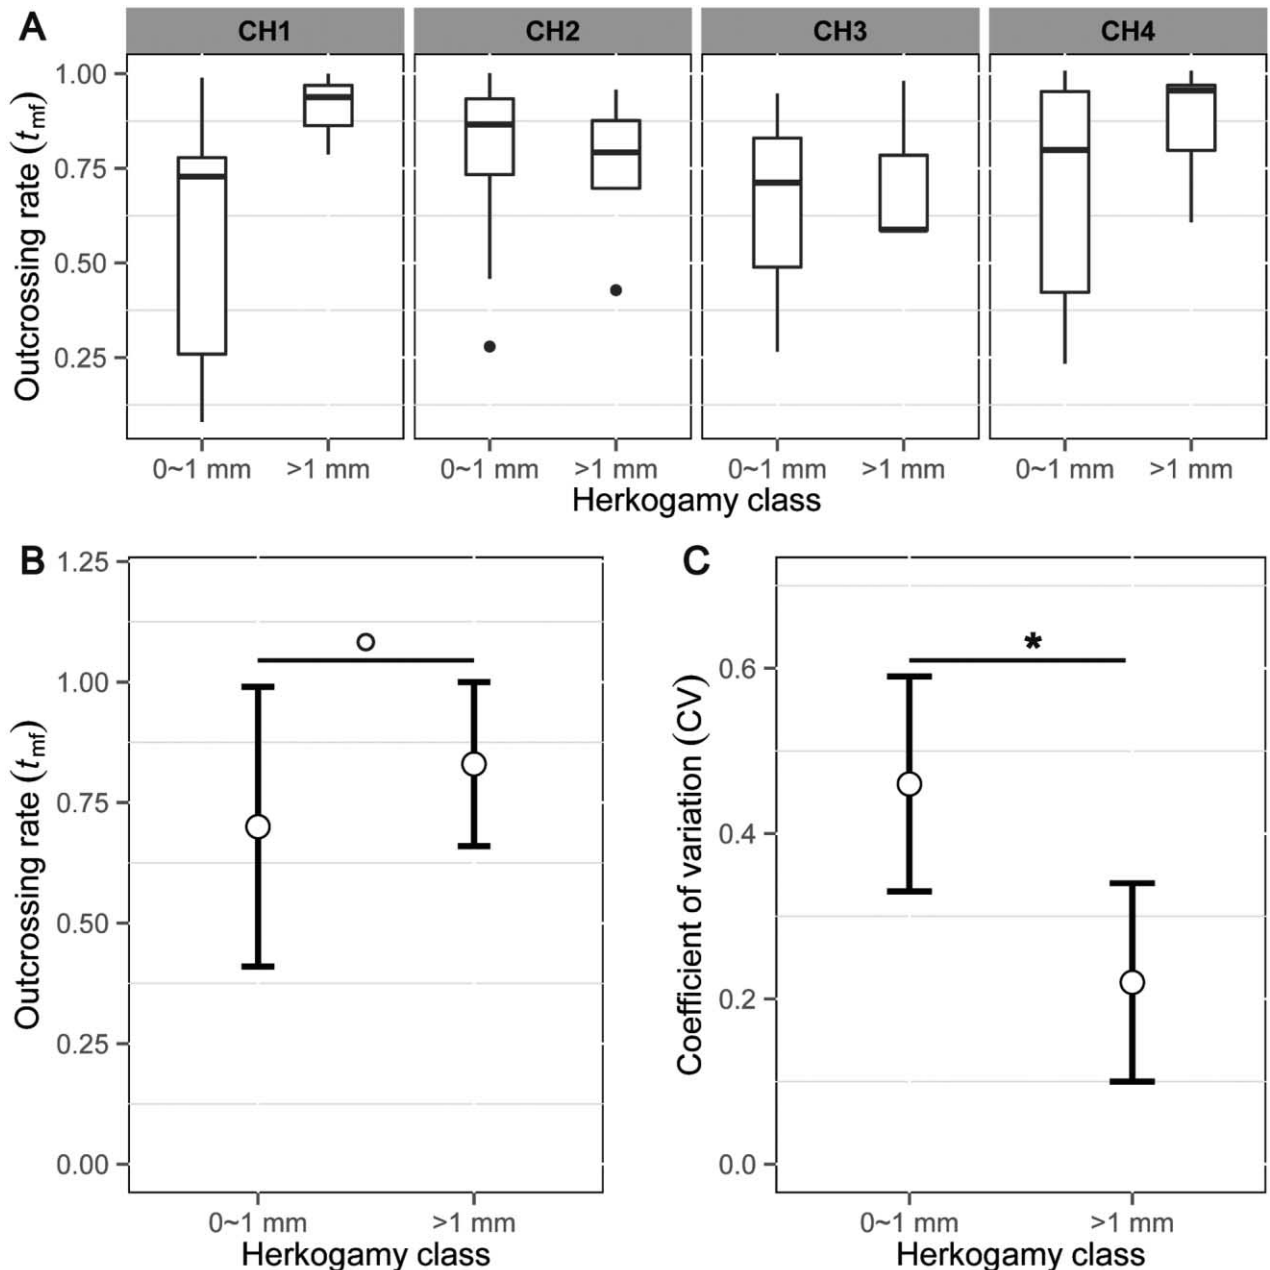 A
CH1 CH2 CH3 CH4
Outcrossing rate (tmf)
1.00
0.75
0.50
0.25
0~1 mm >1 mm 0~1 mm >1 mm 0~1 mm >1 mm 0~1 mm >1 mm
Herkogamy class
B
Outcrossing rate (tmf)
1.25
1.00
0.75
0.50
0.25
0.00
0~1 mm >1 mm
Herkogamy class
C
Coefficient of variation (CV)
*
0.6
0.4
0.2
0.0
0~1 mm >1 mm
Herkogamy class